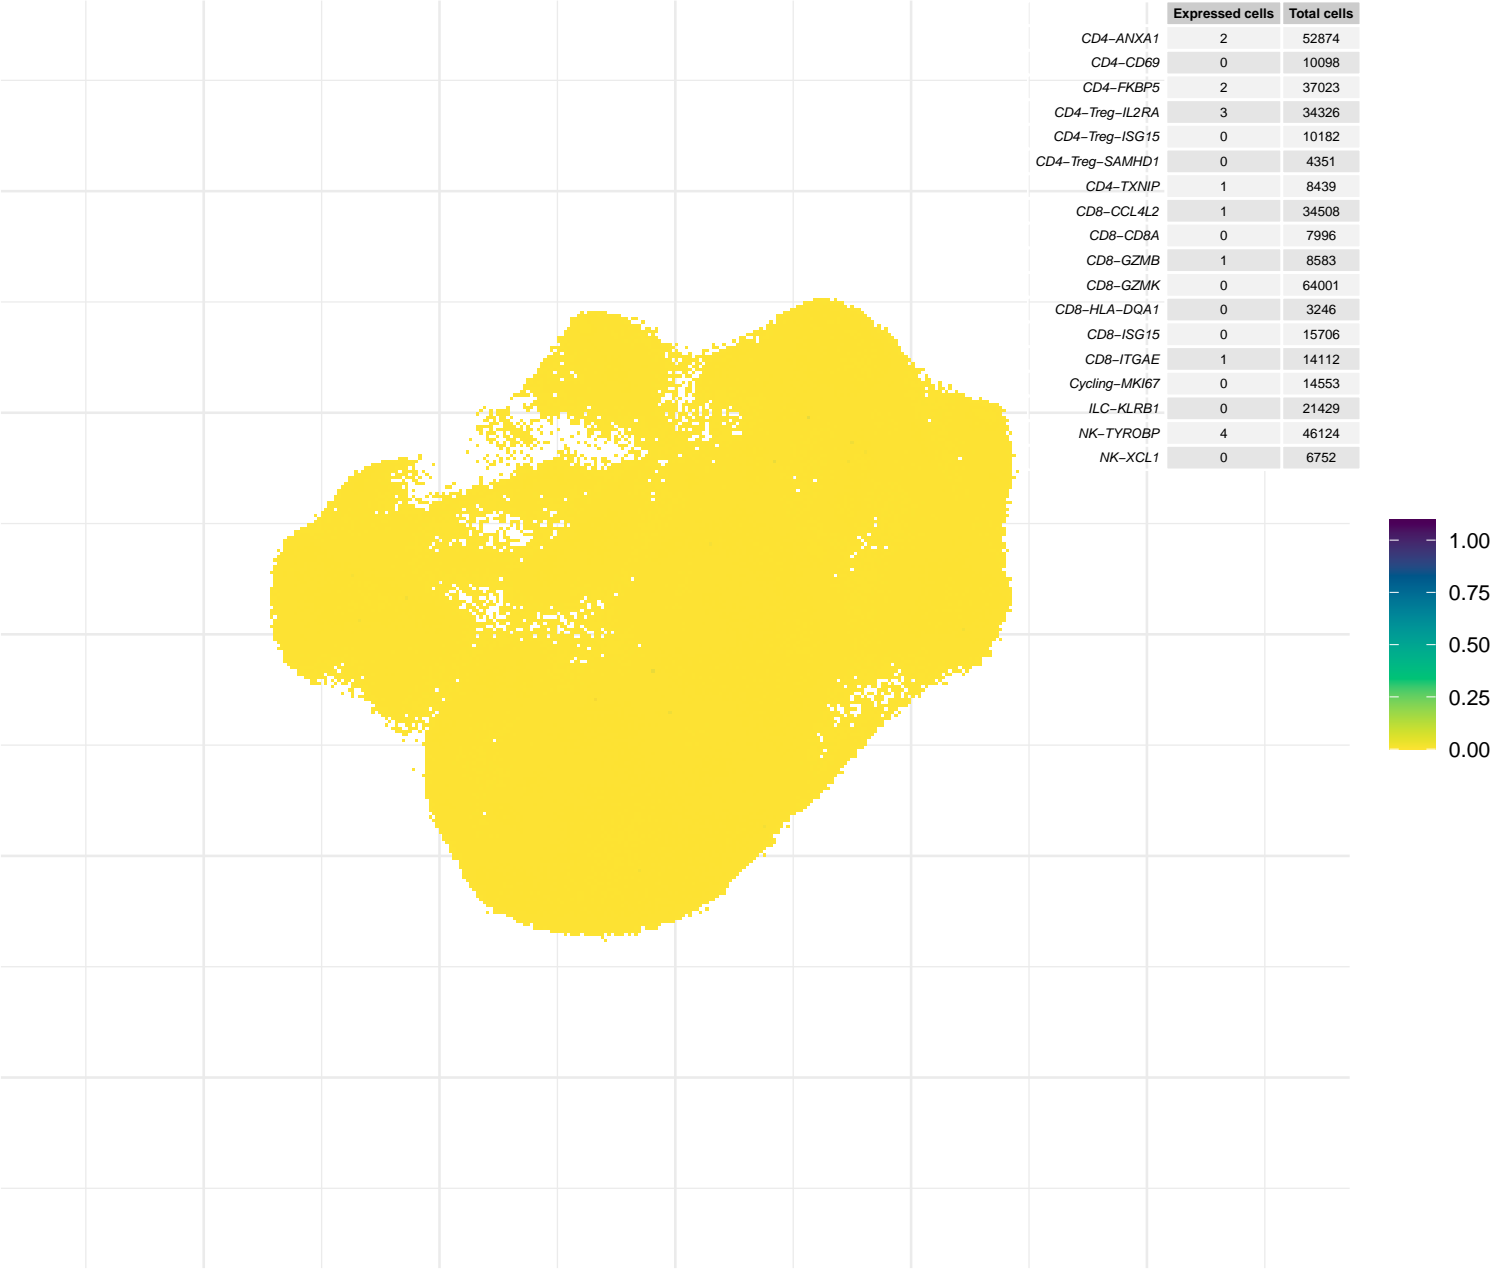 Expressed cells Total cells
CD4−ANXA1 2 52874
CD4−CD69 0 10098
CD4−FKBP5 2 37023
CD4−Treg−IL2RA 3 34326
CD4−Treg−ISG15 0 10182
CD4−Treg−SAMHD1 0 4351
CD4−TXNIP 1 8439
CD8−CCL4L2 1 34508
CD8−CD8A 0 7996
CD8−GZMB 1 8583
CD8−GZMK 0 64001
CD8−HLA−DQA1 0 3246
CD8−ISG15 0 15706
CD8−ITGAE 1 14112
Cycling−MKI67 0 14553
ILC−KLRB1 0 21429
NK−TYROBP 4 46124
NK−XCL1 0 6752
1.00
0.75
0.50
0.25
0.00